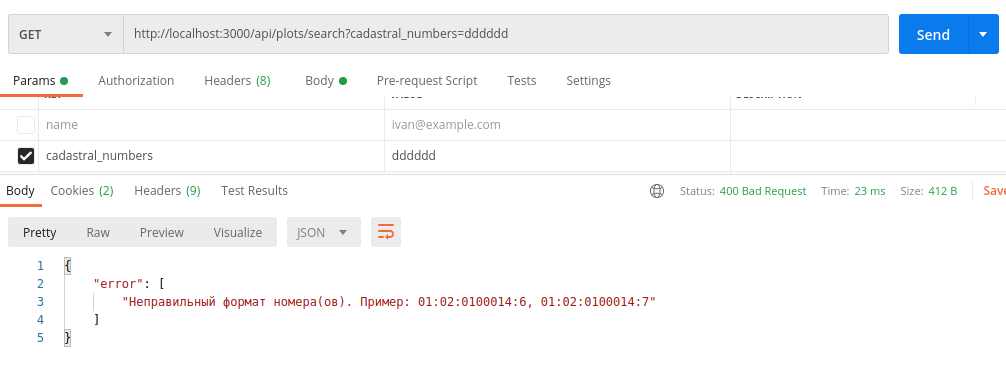 GET http://localhost:3000/api/plots/search?cadastral_numbers=dddddd Send
Params Authorization Headers (8) Body Pre-request Script Tests Settings
KEY VALUE DESCRIPTION
name ivan@example.com
cadastral_numbers dddddd
Body Cookies (2) Headers (9) Test Results Status: 400 Bad Request Time: 23 ms Size: 412 B Save
Pretty Raw Preview Visualize JSON
1 {
2 "error": [
3 "Неправильный формат номера(ов). Пример: 01:02:0100014:6, 01:02:0100014:7"
4 ]
5 }